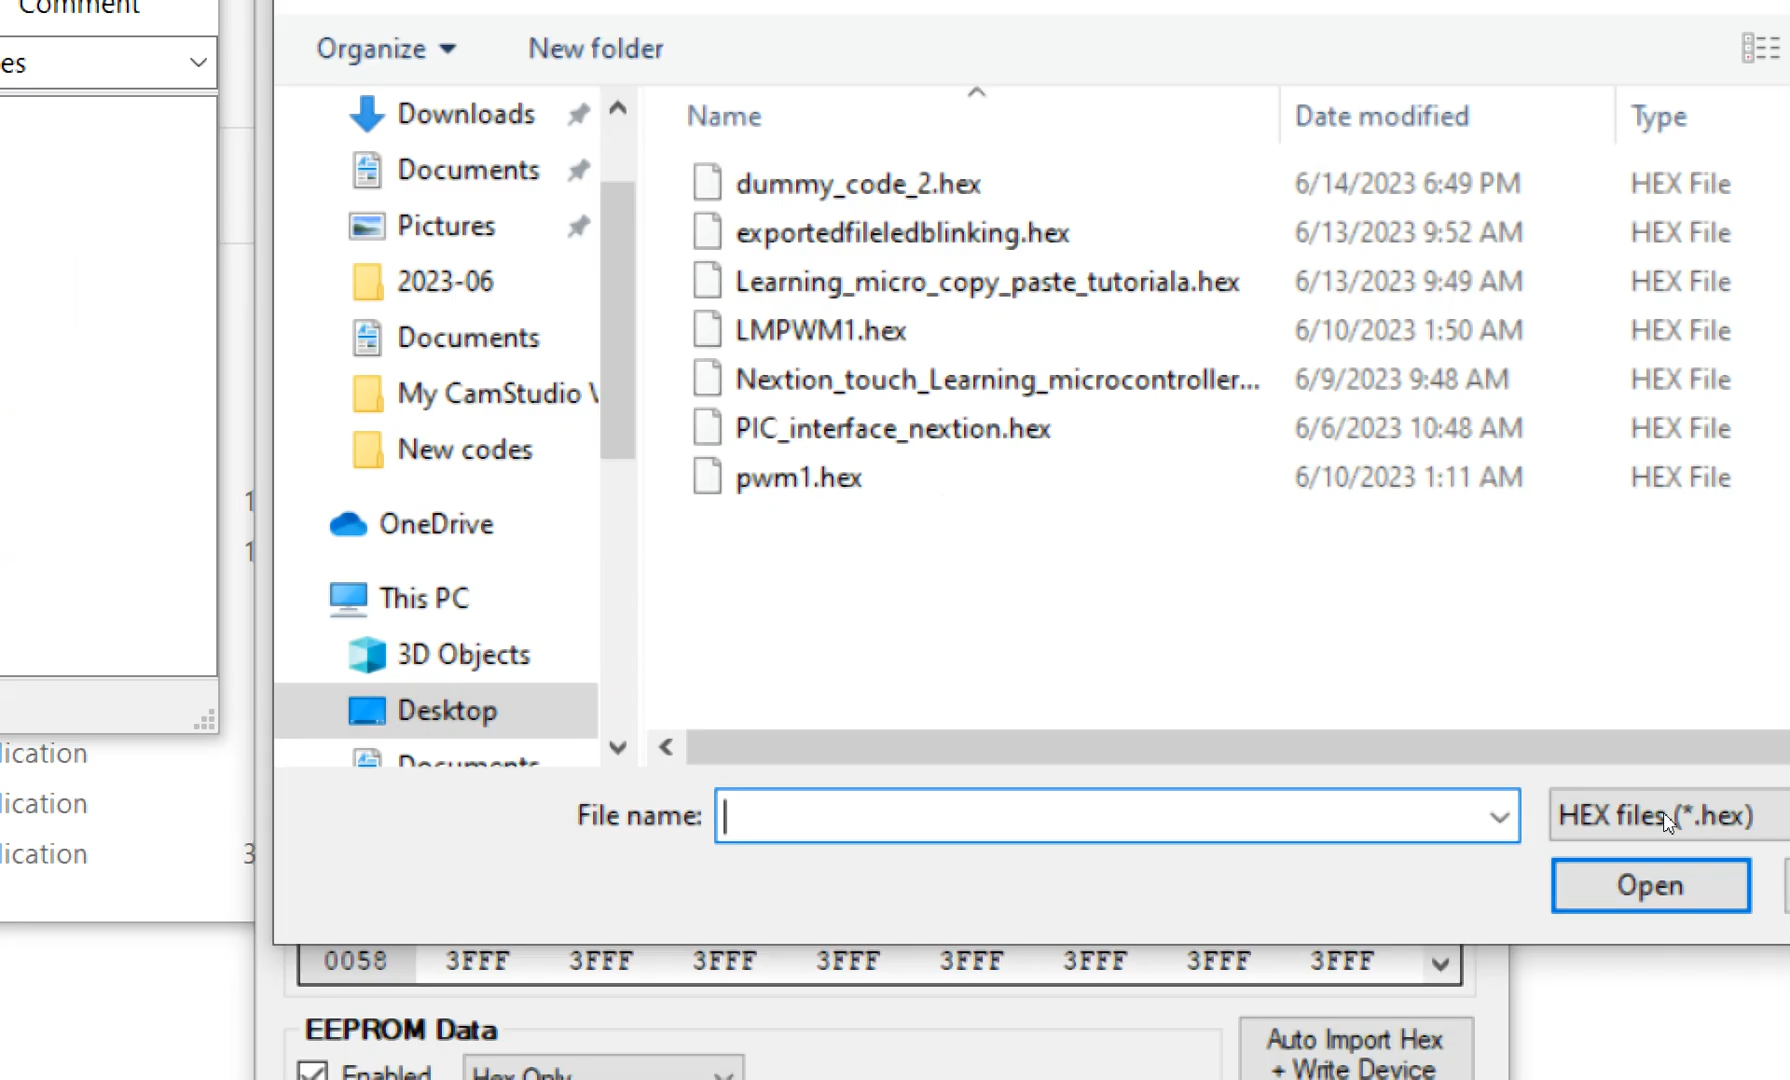 Comment
es
Organize
New folder
Name
Date modified
Type
Downloads
Documents
Pictures
2023-06
Documents
My CamStudio
New codes
OneDrive
This PC
3D Objects
Desktop
Documents
dummy_code_2.hex 6/14/2023 6:49 PM HEX File
exportedfileledblinking.hex 6/13/2023 9:52 AM HEX File
Learning_micro_copy_paste_tutoriala.hex 6/13/2023 9:49 AM HEX File
LMPWM1.hex 6/10/2023 1:50 AM HEX File
Nextion_touch_Learning_microcontroller... 6/9/2023 9:48 AM HEX File
PIC_interface_nextion.hex 6/6/2023 10:48 AM HEX File
pwm1.hex 6/10/2023 1:11 AM HEX File
1
1
lication
lication
lication 3
File name:
HEX files (*.hex)
Open
0058 3FFF 3FFF 3FFF 3FFF 3FFF 3FFF 3FFF 3FFF
EEPROM Data
Enabled
Hex Only
Auto Import Hex
+ Write Device